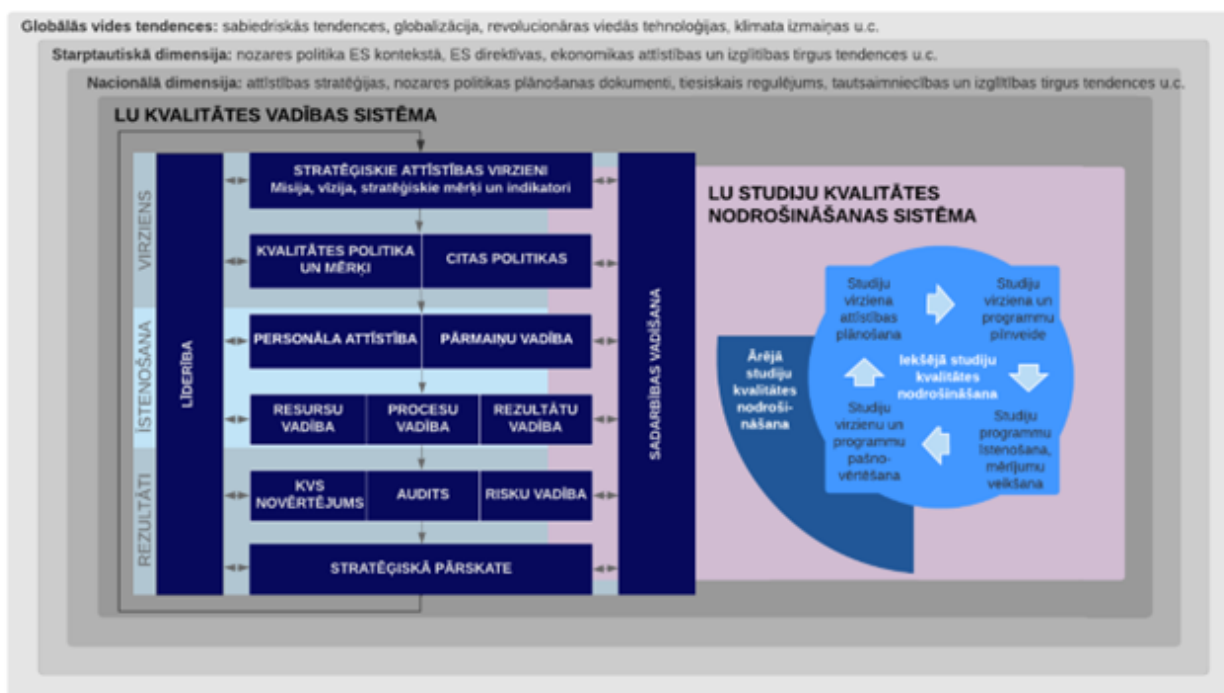 Globālās vides tendences: sabiedriskās tendences, globalizācija, revolucionāras viedās tehnoloģijas, klimata izmaiņas u.c.
Starptautiskā dimensija: nozares politika ES kontekstā, ES direktīvas, ekonomikas attīstības un izglītības tirgus tendences u.c.
Nacionālā dimensija: attīstības stratēģijas, nozares politikas plānošanas dokumenti, tiesiskais regulējums, tautsaimniecības un izglītības tirgus tendences u.c.
LU KVALITĀTES VADĪBAS SISTĒMA
VIRZIENS
ĪSTENOŠANA
REZULTĀTI
LĪDERĪBA
STRATĒĢISKIE ATTĪSTĪBAS VIRZIENI
Misija, vīzija, stratēģiskie mērķi un indikatori
KVALITĀTES POLITIKA
UN MĒRĶI
CITAS POLITIKAS
PERSONĀLA ATTĪSTĪBA
PĀRMAIŅU VADĪBA
RESURSU
VADĪBA
PROCESU
VADĪBA
REZULTĀTU
VADĪBA
KVS
NOVĒRTĒJUMS
AUDITS
RISKU VADĪBA
STRATĒĢISKĀ PĀRSKATE
SADARBĪBAS VADĪŠANA
LU STUDIJU KVALITĀTES
NODROŠINĀŠANAS SISTĒMA
Studiju
virziena
attīstības
plānošana
Studiju
virziena un
programmu
pilnveide
Ārējā
studiju
kvalitātes
nodroši-
nāšana
Iekšējā studiju
kvalitātes
nodrošināšana
Studiju
virzienu un
programmu
pašno-
vērtēšana
Studiju
programmu
īstenošana,
mērījumu
veikšana